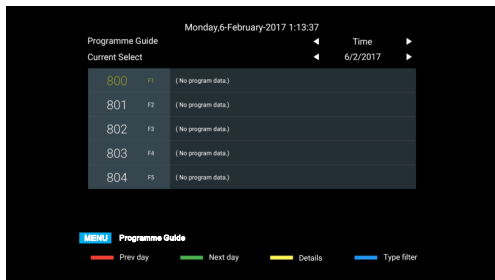 Monday,6-February-2017 1:13:37
Programme Guide ◀ Time ▶
Current Select ◀ 6/2/2017 ▶
800 F1 ( No program data.)
801 F2 ( No program data.)
802 F3 ( No program data.)
803 F4 ( No program data.)
804 F5 ( No program data.)
MENU Programme Guide
Prev day Next day Details Type filter